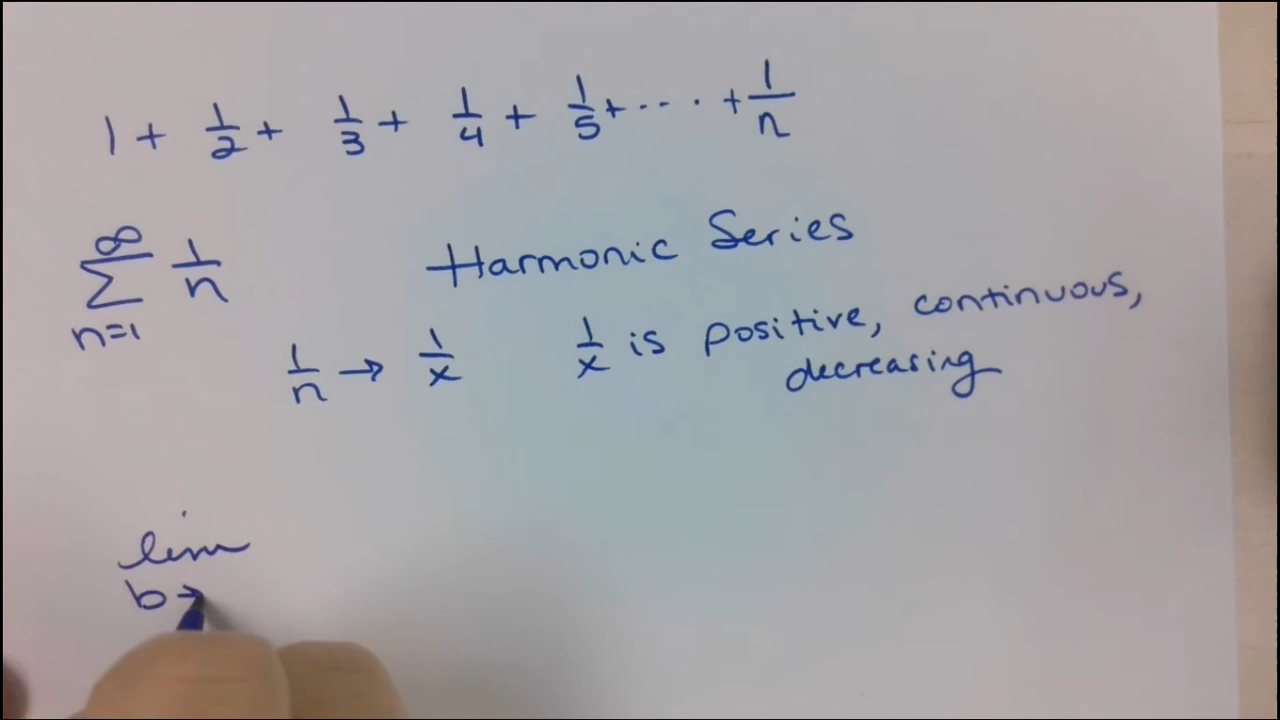 1 + 1/2 + 1/3 + 1/4 + 1/5 + ···· + 1/n
∞
∑ 1/n
n=1
Harmonic Series
1/n → 1/x
1/x is positive, continuous,
decreasing
lim
b→